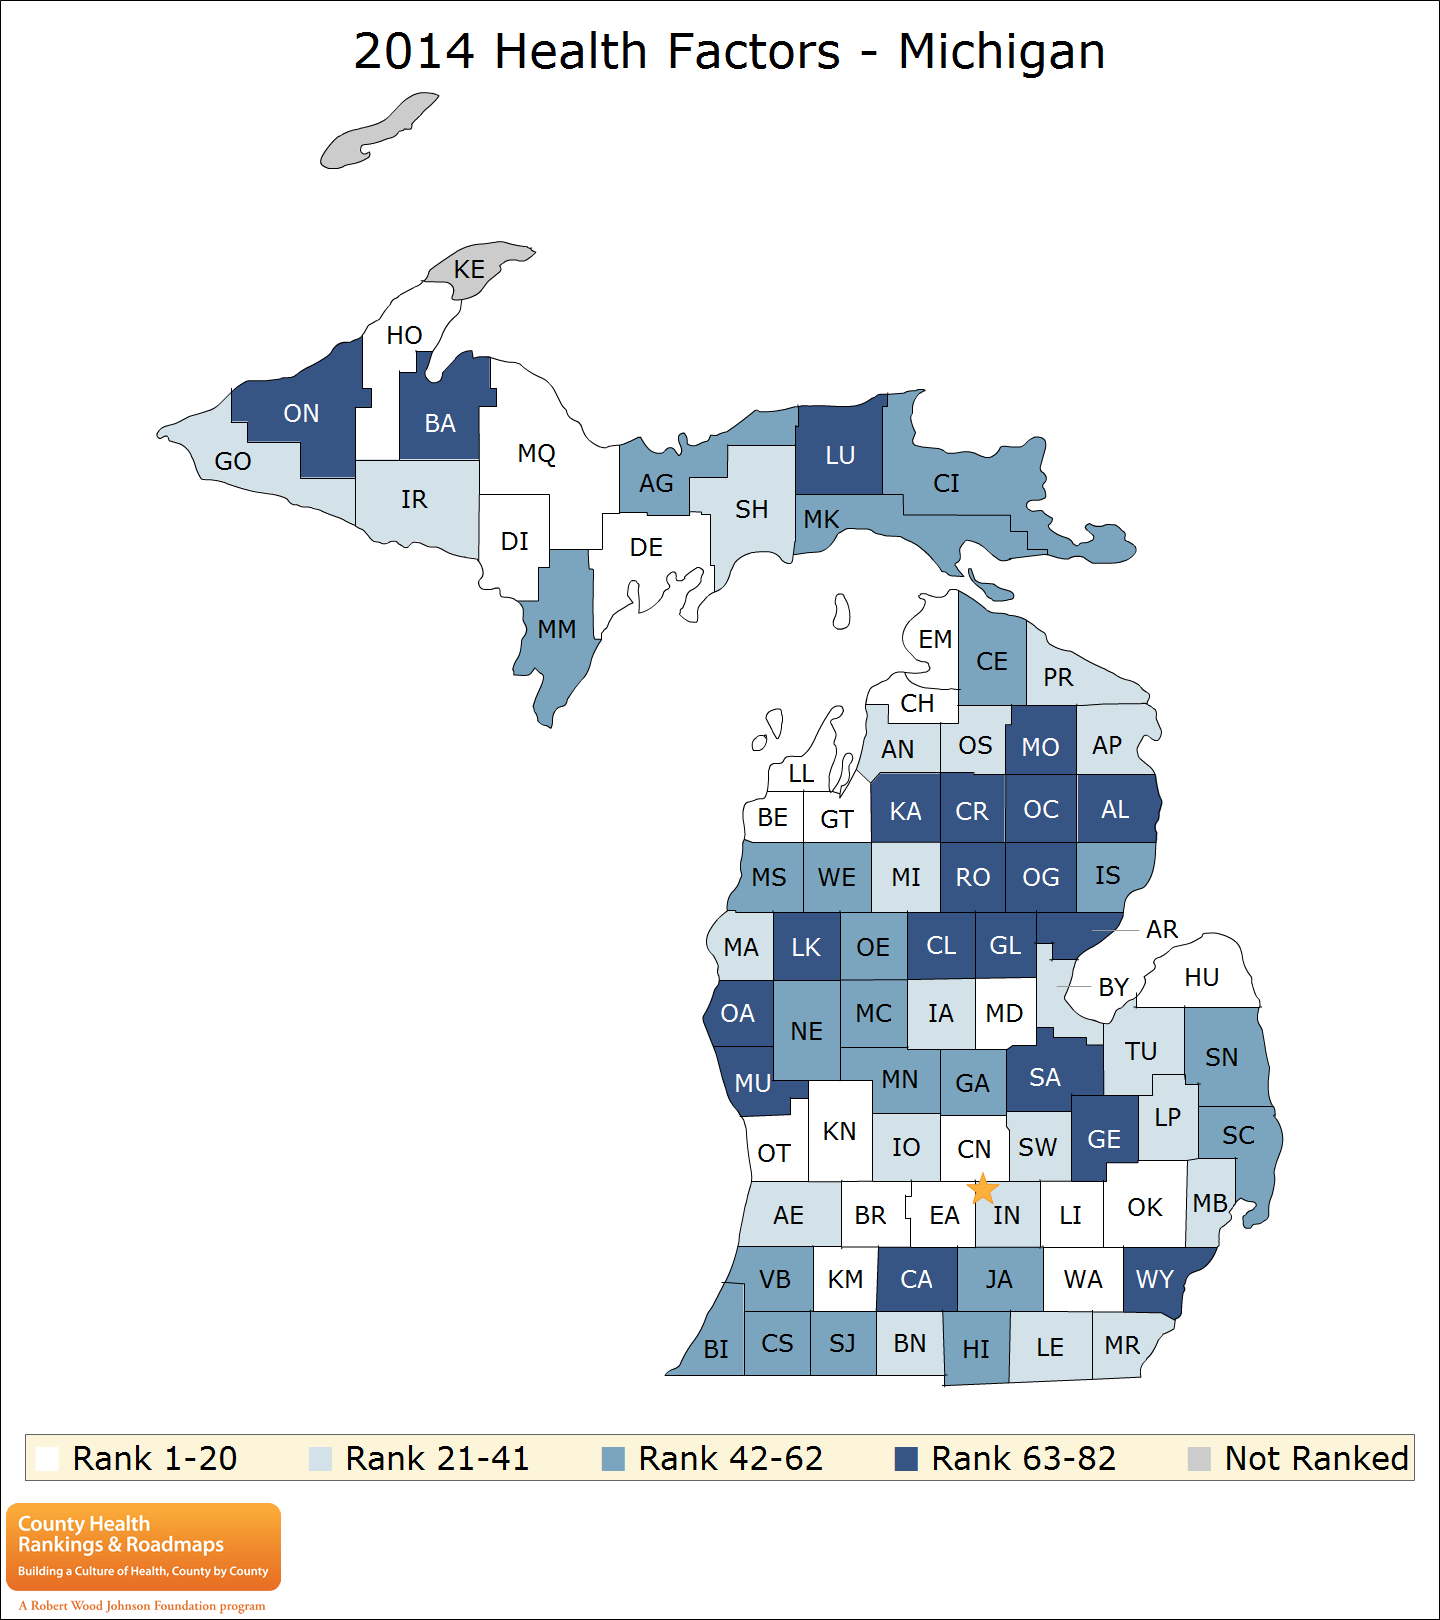 2014 Health Factors - Michigan
KE
HO
ON
BA
GO
MQ
LU
IR
AG
CI
SH
MK
DI
DE
MM
EM
CE
PR
CH
AN
OS
MO
AP
LL
BE
GT
KA
CR
OC
AL
MS
WE
MI
RO
OG
IS
AR
MA
LK
OE
CL
GL
BY
HU
OA
NE
MC
IA
MD
TU
SN
MU
MN
GA
SA
LP
OT
KN
IO
CN
SW
GE
SC
AE
BR
EA
IN
LI
OK
MB
VB
KM
CA
JA
WA
WY
BI
CS
SJ
BN
HI
LE
MR
Rank 1-20 Rank 21-41 Rank 42-62 Rank 63-82 Not Ranked
County Health
Rankings & Roadmaps
Building a Culture of Health, County by County
A Robert Wood Johnson Foundation program